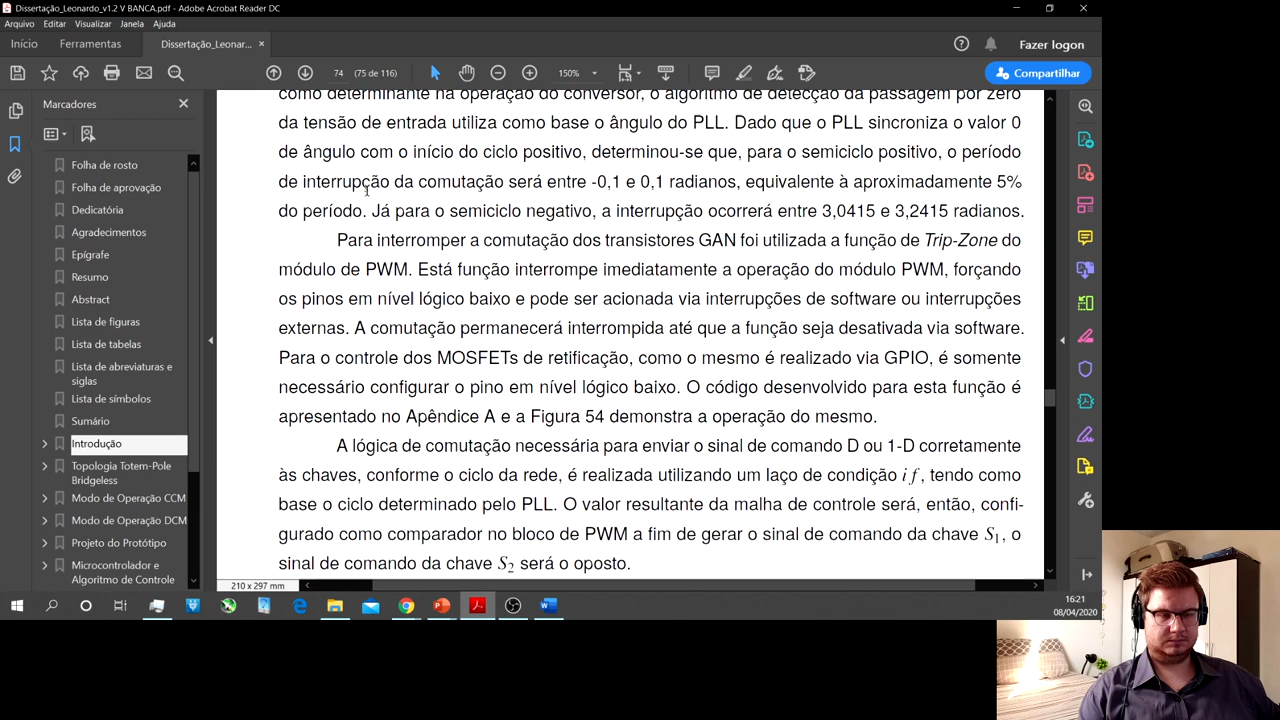 Dissertação_Leonardo_v1.2 V BANCA.pdf - Adobe Acrobat Reader DC
Arquivo Editar Visualizar Janela Ajuda
Início Ferramentas Dissertação_Leonar... × Fazer logon
74 (75 de 116) 150% Compartilhar
Marcadores
Folha de rosto
Folha de aprovação
Dedicatória
Agradecimentos
Epígrafe
Resumo
Abstract
Lista de figuras
Lista de tabelas
Lista de abreviaturas e
siglas
Lista de símbolos
Sumário
Introdução
Topologia Totem-Pole
Bridgeless
Modo de Operação CCM
Modo de Operação DCM
Projeto do Protótipo
Microcontrolador e
Algoritmo de Controle
como determinante na operação do conversor, o algoritmo de detecção da passagem por zero
da tensão de entrada utiliza como base o ângulo do PLL. Dado que o PLL sincroniza o valor 0
de ângulo com o início do ciclo positivo, determinou-se que, para o semiciclo positivo, o período
de interrupção da comutação será entre -0,1 e 0,1 radianos, equivalente à aproximadamente 5%
do período. Já para o semiciclo negativo, a interrupção ocorrerá entre 3,0415 e 3,2415 radianos.
Para interromper a comutação dos transistores GAN foi utilizada a função de Trip-Zone do
módulo de PWM. Está função interrompe imediatamente a operação do módulo PWM, forçando
os pinos em nível lógico baixo e pode ser acionada via interrupções de software ou interrupções
externas. A comutação permanecerá interrompida até que a função seja desativada via software.
Para o controle dos MOSFETs de retificação, como o mesmo é realizado via GPIO, é somente
necessário configurar o pino em nível lógico baixo. O código desenvolvido para esta função é
apresentado no Apêndice A e a Figura 54 demonstra a operação do mesmo.
A lógica de comutação necessária para enviar o sinal de comando D ou 1-D corretamente
às chaves, conforme o ciclo da rede, é realizada utilizando um laço de condição if, tendo como
base o ciclo determinado pelo PLL. O valor resultante da malha de controle será, então, confi-
gurado como comparador no bloco de PWM a fim de gerar o sinal de comando da chave S1, o
sinal de comando da chave S2 será o oposto.
210 x 297 mm
16:21
08/04/2020